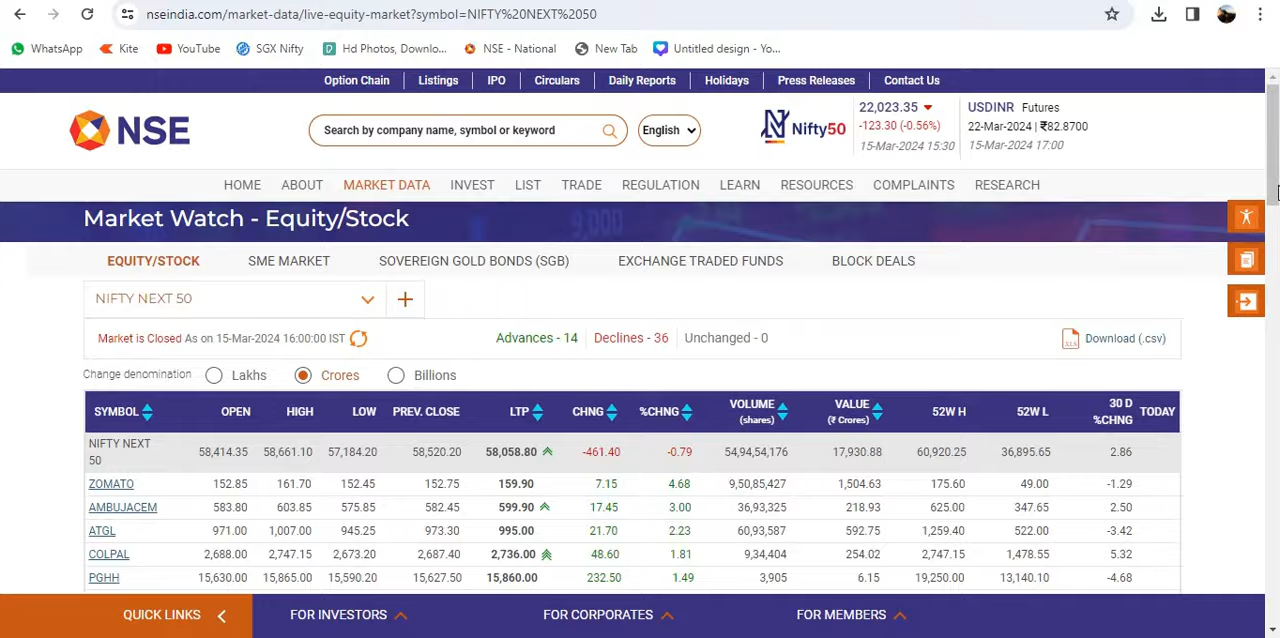 nseindia.com/market-data/live-equity-market?symbol=NIFTY%20NEXT%2050
WhatsApp Kite YouTube SGX Nifty Hd Photos, Downlo... NSE - National New Tab Untitled design - Yo...
Option Chain Listings IPO Circulars Daily Reports Holidays Press Releases Contact Us
NSE
Search by company name, symbol or keyword
English
Nifty50
22,023.35
-123.30 (-0.56%)
15-Mar-2024 15:30
USDINR Futures
22-Mar-2024 | ₹82.8700
15-Mar-2024 17:00
HOME ABOUT MARKET DATA INVEST LIST TRADE REGULATION LEARN RESOURCES COMPLAINTS RESEARCH
Market Watch - Equity/Stock
9,000
EQUITY/STOCK SME MARKET SOVEREIGN GOLD BONDS (SGB) EXCHANGE TRADED FUNDS BLOCK DEALS
NIFTY NEXT 50
Market is Closed As on 15-Mar-2024 16:00:00 IST Advances - 14 Declines - 36 Unchanged - 0 XLS Download (.csv)
Change denomination Lakhs Crores Billions
SYMBOL OPEN HIGH LOW PREV. CLOSE LTP CHNG %CHNG VOLUME (shares) VALUE (₹ Crores) 52W H 52W L 30 D %CHNG TODAY
NIFTY NEXT 50 58,414.35 58,661.10 57,184.20 58,520.20 58,058.80 -461.40 -0.79 54,94,54,176 17,930.88 60,920.25 36,895.65 2.86
ZOMATO 152.85 161.70 152.45 152.75 159.90 7.15 4.68 9,50,85,427 1,504.63 175.60 49.00 -1.29
AMBUJACEM 583.80 603.85 575.85 582.45 599.90 17.45 3.00 36,93,325 218.93 625.00 347.65 2.50
ATGL 971.00 1,007.00 945.25 973.30 995.00 21.70 2.23 60,93,587 592.75 1,259.40 522.00 -3.42
COLPAL 2,688.00 2,747.15 2,673.20 2,687.40 2,736.00 48.60 1.81 9,34,404 254.02 2,747.15 1,478.55 5.32
PGHH 15,630.00 15,865.00 15,590.20 15,627.50 15,860.00 232.50 1.49 3,905 6.15 19,250.00 13,140.10 -4.68
QUICK LINKS FOR INVESTORS FOR CORPORATES FOR MEMBERS